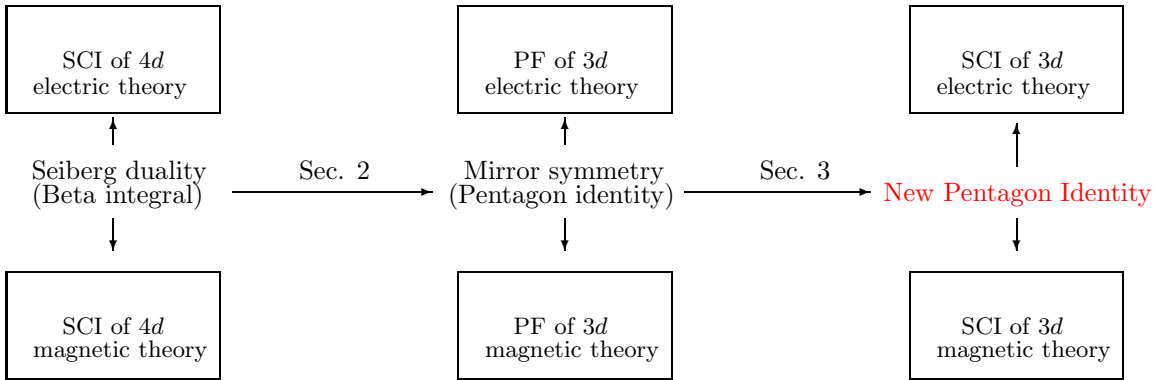 SCI of 4d
electric theory
PF of 3d
electric theory
SCI of 3d
electric theory
Seiberg duality
(Beta integral)
Sec. 2
Mirror symmetry
(Pentagon identity)
Sec. 3
New Pentagon Identity
SCI of 4d
magnetic theory
PF of 3d
magnetic theory
SCI of 3d
magnetic theory